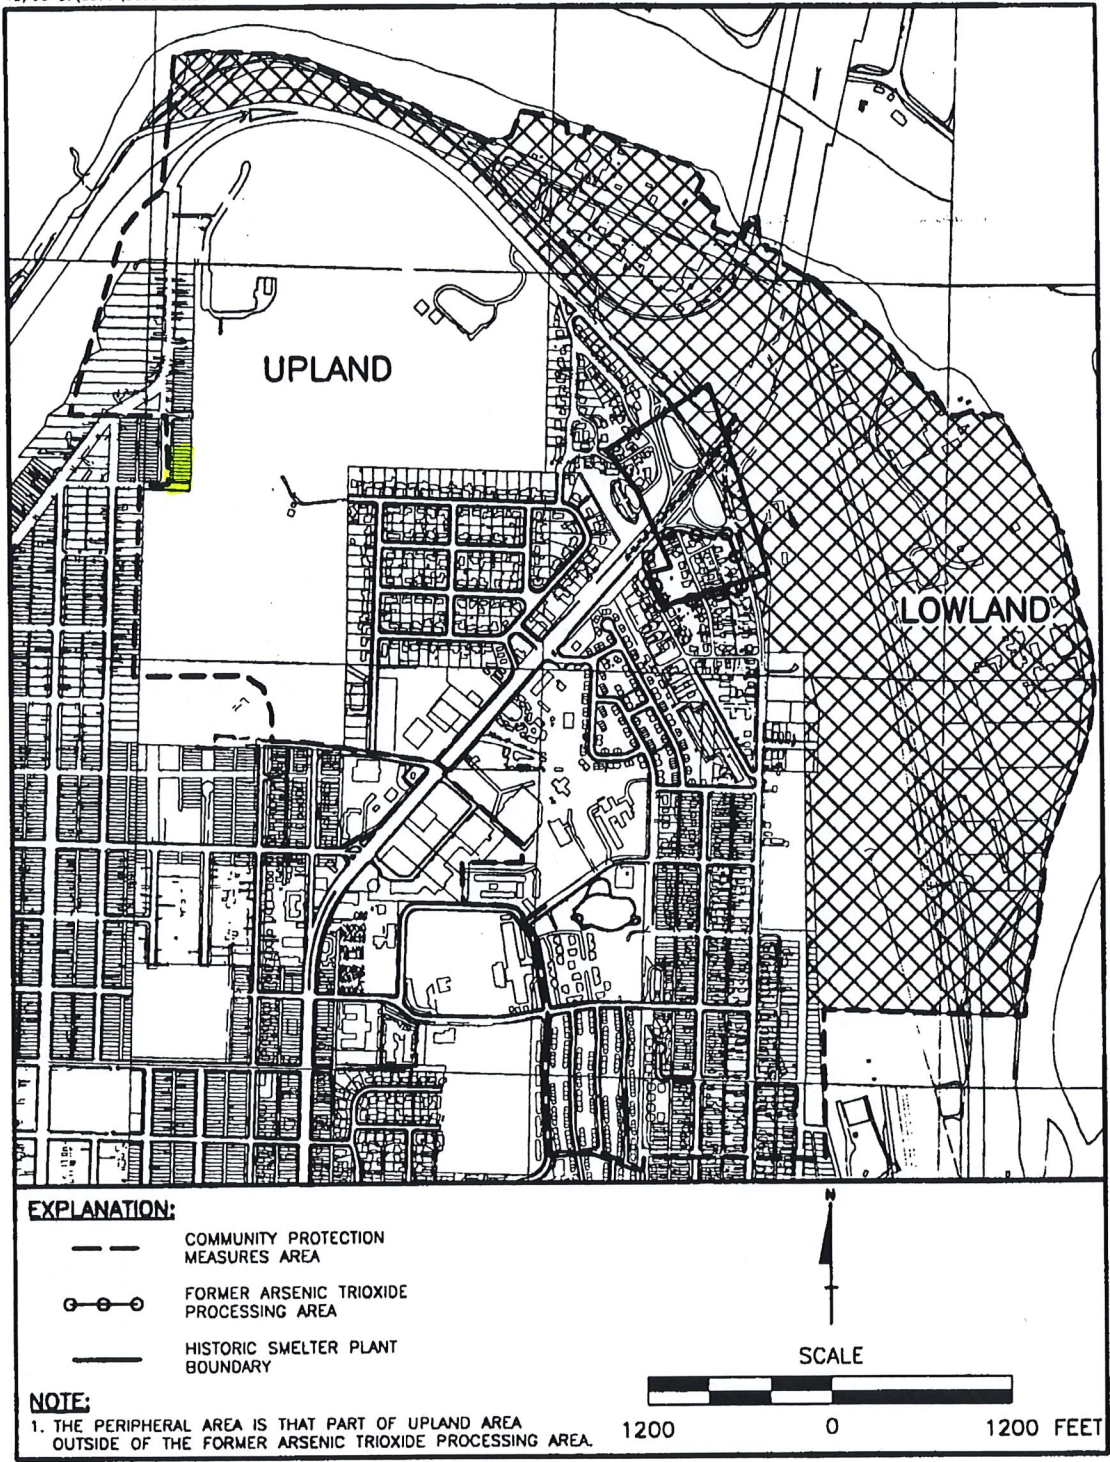 UPLAND
LOWLAND
EXPLANATION:
COMMUNITY PROTECTION
MEASURES AREA
FORMER ARSENIC TRIOXIDE
PROCESSING AREA
HISTORIC SMELTER PLANT
BOUNDARY
NOTE:
1. THE PERIPHERAL AREA IS THAT PART OF UPLAND AREA
OUTSIDE OF THE FORMER ARSENIC TRIOXIDE PROCESSING AREA.
N
SCALE
1200 0 1200 FEET